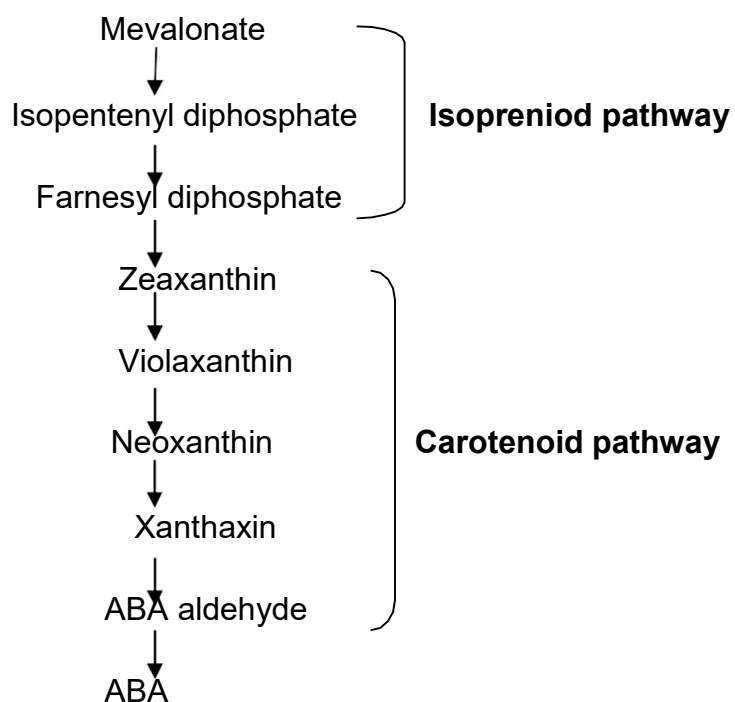 Mevalonate
Isopentenyl diphosphate
Isopreniod pathway
Farnesyl diphosphate
Zeaxanthin
Violaxanthin
Neoxanthin
Carotenoid pathway
Xanthaxin
ABA aldehyde
ABA